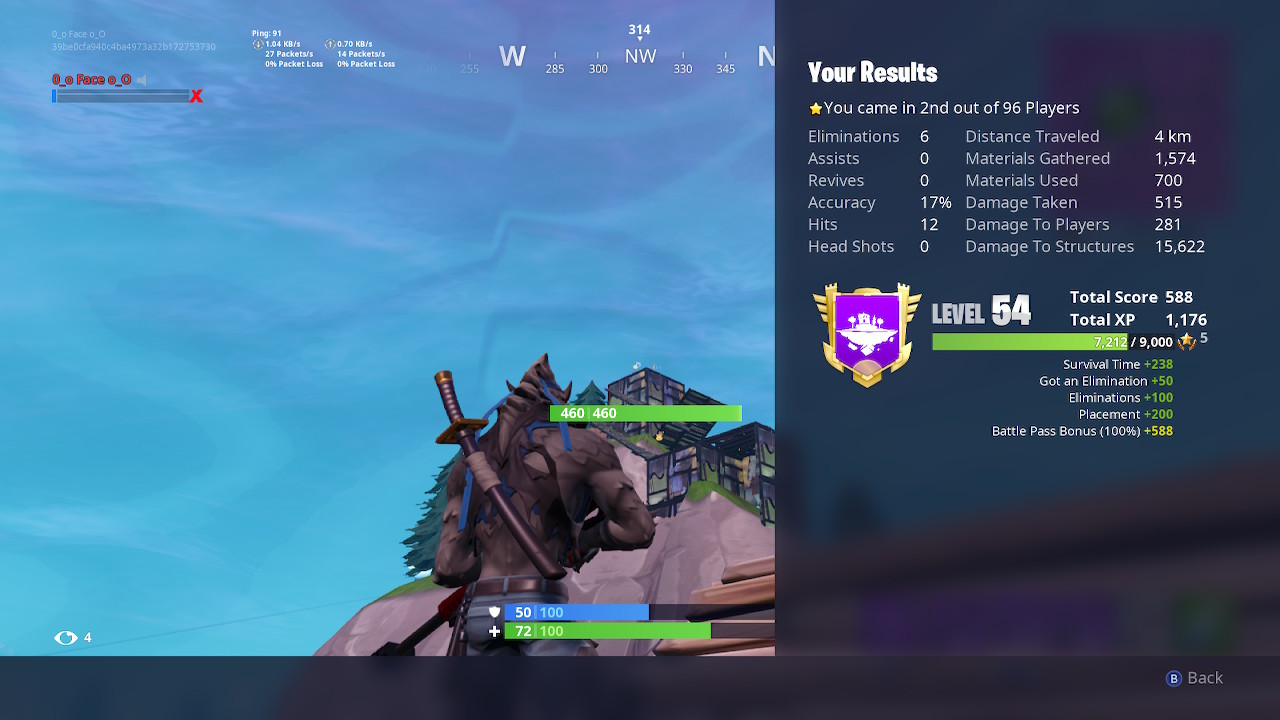 0_o Face o_O
39be0cfa940c4ba4973a32b172753730
0_o Face o_O
X
Ping: 91
1.04 KB/s 0.70 KB/s
27 Packets/s 14 Packets/s
0% Packet Loss 0% Packet Loss
314
255 W 285 300 NW 330 345 N
460 460
50 100
72 100
4
Your Results
You came in 2nd out of 96 Players
Eliminations 6 Distance Traveled 4 km
Assists 0 Materials Gathered 1,574
Revives 0 Materials Used 700
Accuracy 17% Damage Taken 515
Hits 12 Damage To Players 281
Head Shots 0 Damage To Structures 15,622
LEVEL 54
Total Score 588
Total XP 1,176
7,212 / 9,000 5
Survival Time +238
Got an Elimination +50
Eliminations +100
Placement +200
Battle Pass Bonus (100%) +588
B Back